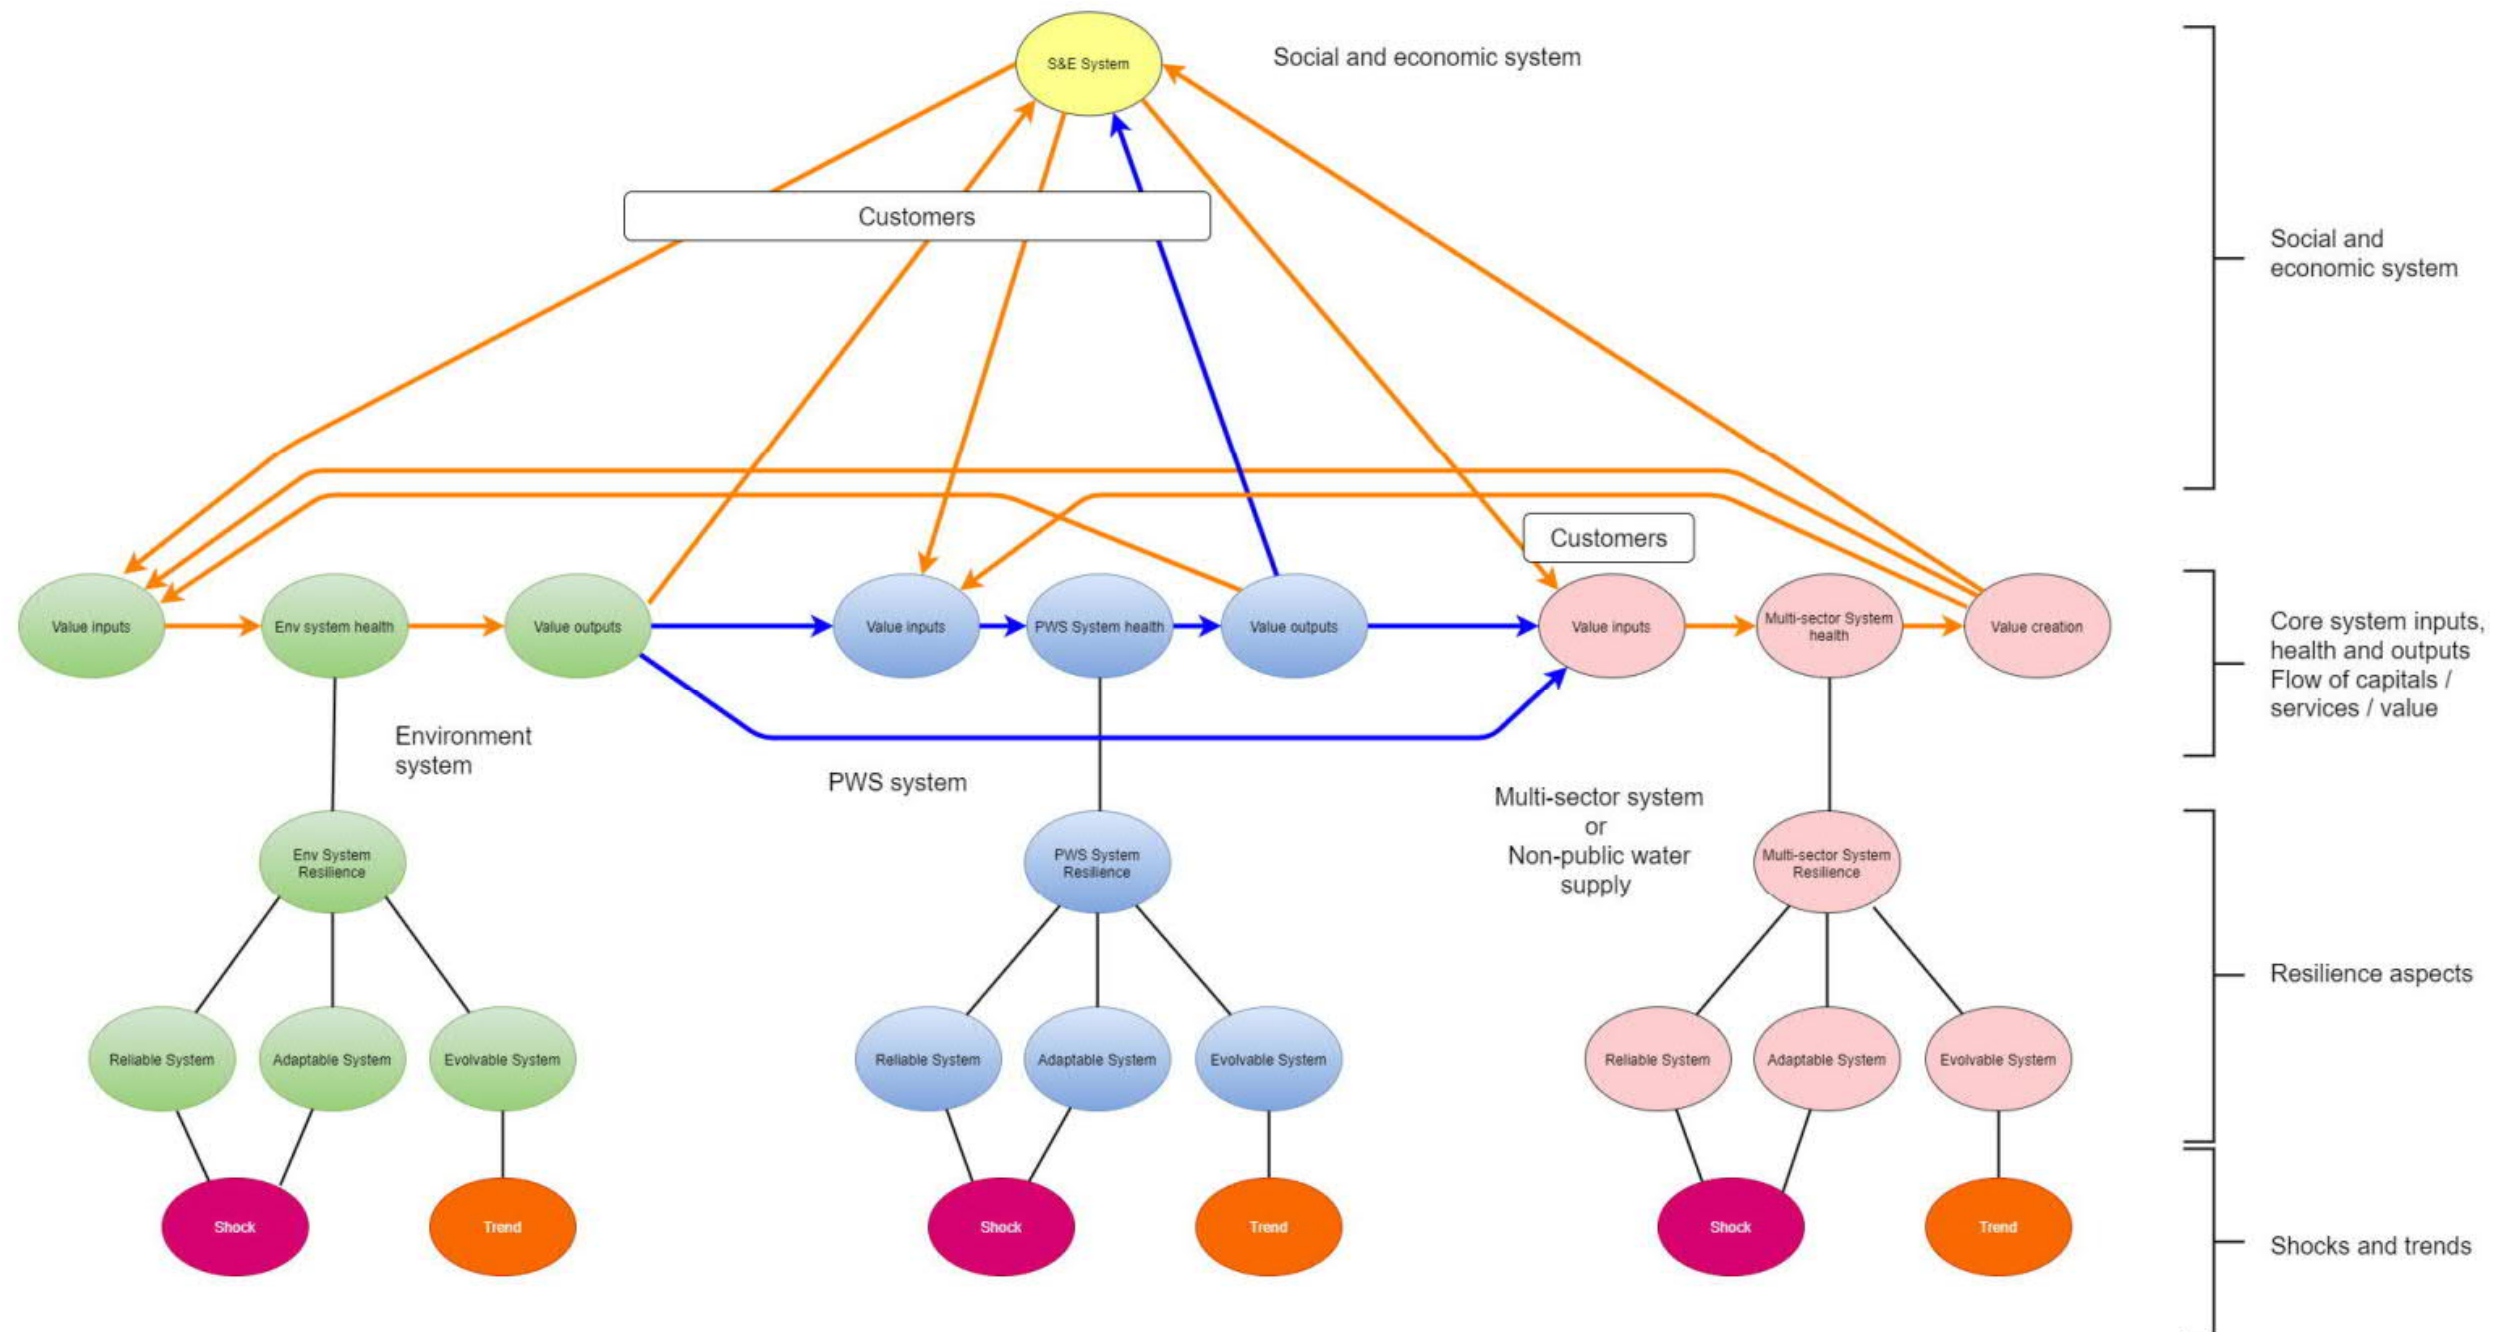 S&E System
Social and economic system
Customers
Social and
economic system
Customers
Value inputs
Env system health
Value outputs
Value inputs
PWS System health
Value outputs
Value inputs
Multi-sector System
health
Value creation
Core system inputs,
health and outputs
Flow of capitals /
services / value
Environment
system
PWS system
Multi-sector system
or
Non-public water
supply
Env System
Resilience
PWS System
Resilience
Multi-sector System
Resilience
Resilience aspects
Reliable System
Adaptable System
Evolvable System
Reliable System
Adaptable System
Evolvable System
Reliable System
Adaptable System
Evolvable System
Shock
Trend
Shock
Trend
Shock
Trend
Shocks and trends